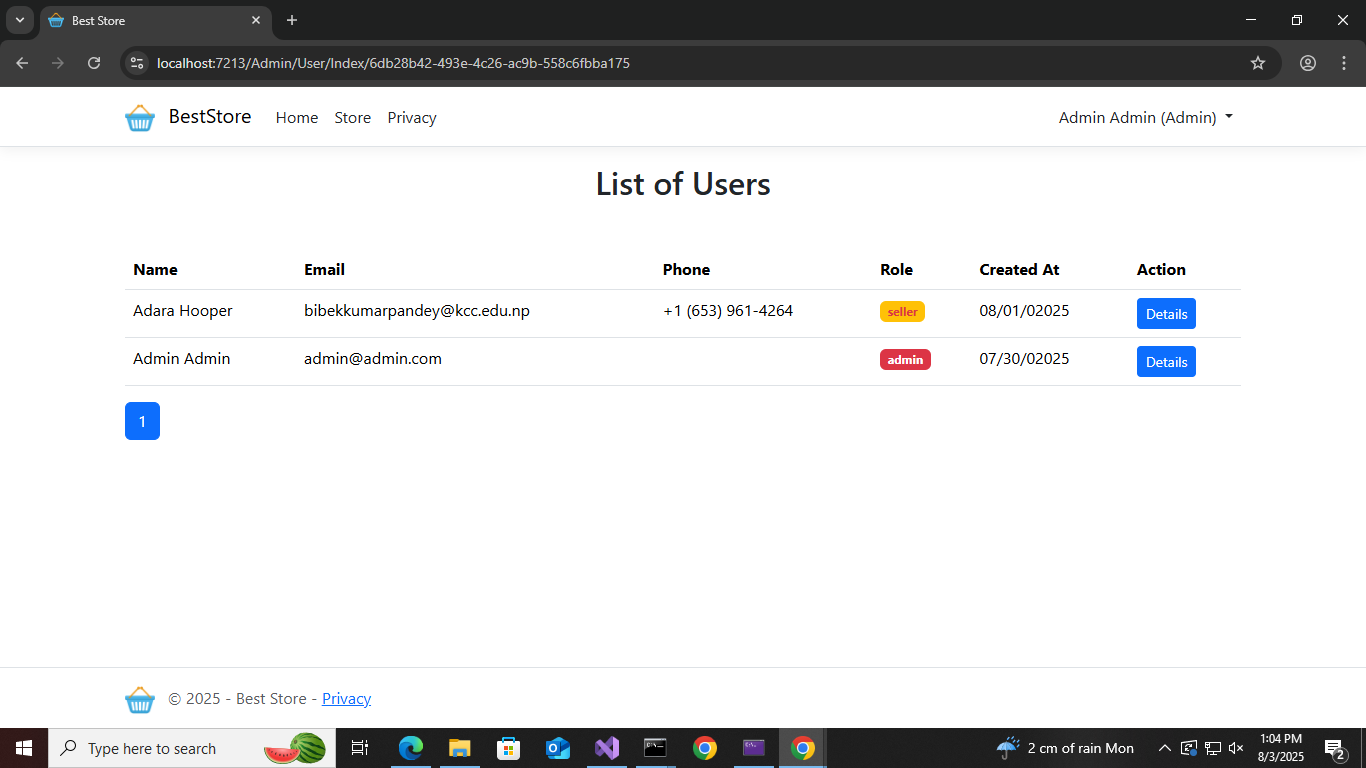 Best Store
localhost:7213/Admin/User/Index/6db28b42-493e-4c26-ac9b-558c6fbba175
BestStore Home Store Privacy Admin Admin (Admin)
List of Users
Name Email Phone Role Created At Action
Adara Hooper bibekkumarpandey@kcc.edu.np +1 (653) 961-4264 seller 08/01/02025 Details
Admin Admin admin@admin.com admin 07/30/02025 Details
1
© 2025 - Best Store - Privacy
Type here to search 2 cm of rain Mon 1:04 PM
8/3/2025 2